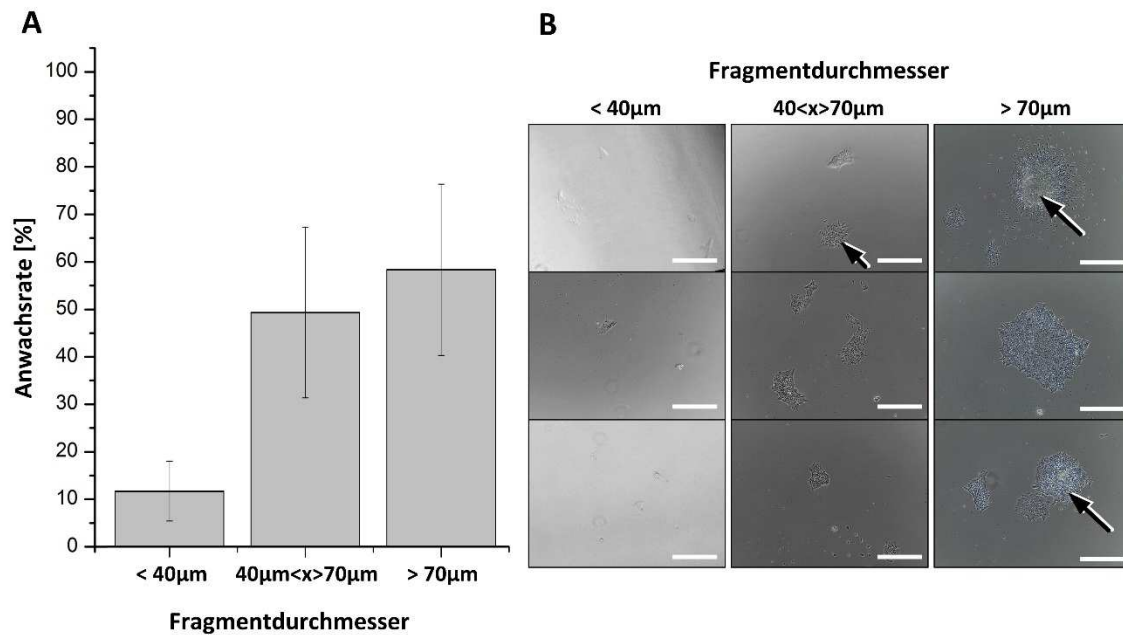 A
100
90
80
70
60
50
40
30
20
10
0
Anwachsrate [%]
< 40µm
40µm<x>70µm
> 70µm
Fragmentdurchmesser
B
Fragmentdurchmesser
< 40µm
40<x>70µm
> 70µm